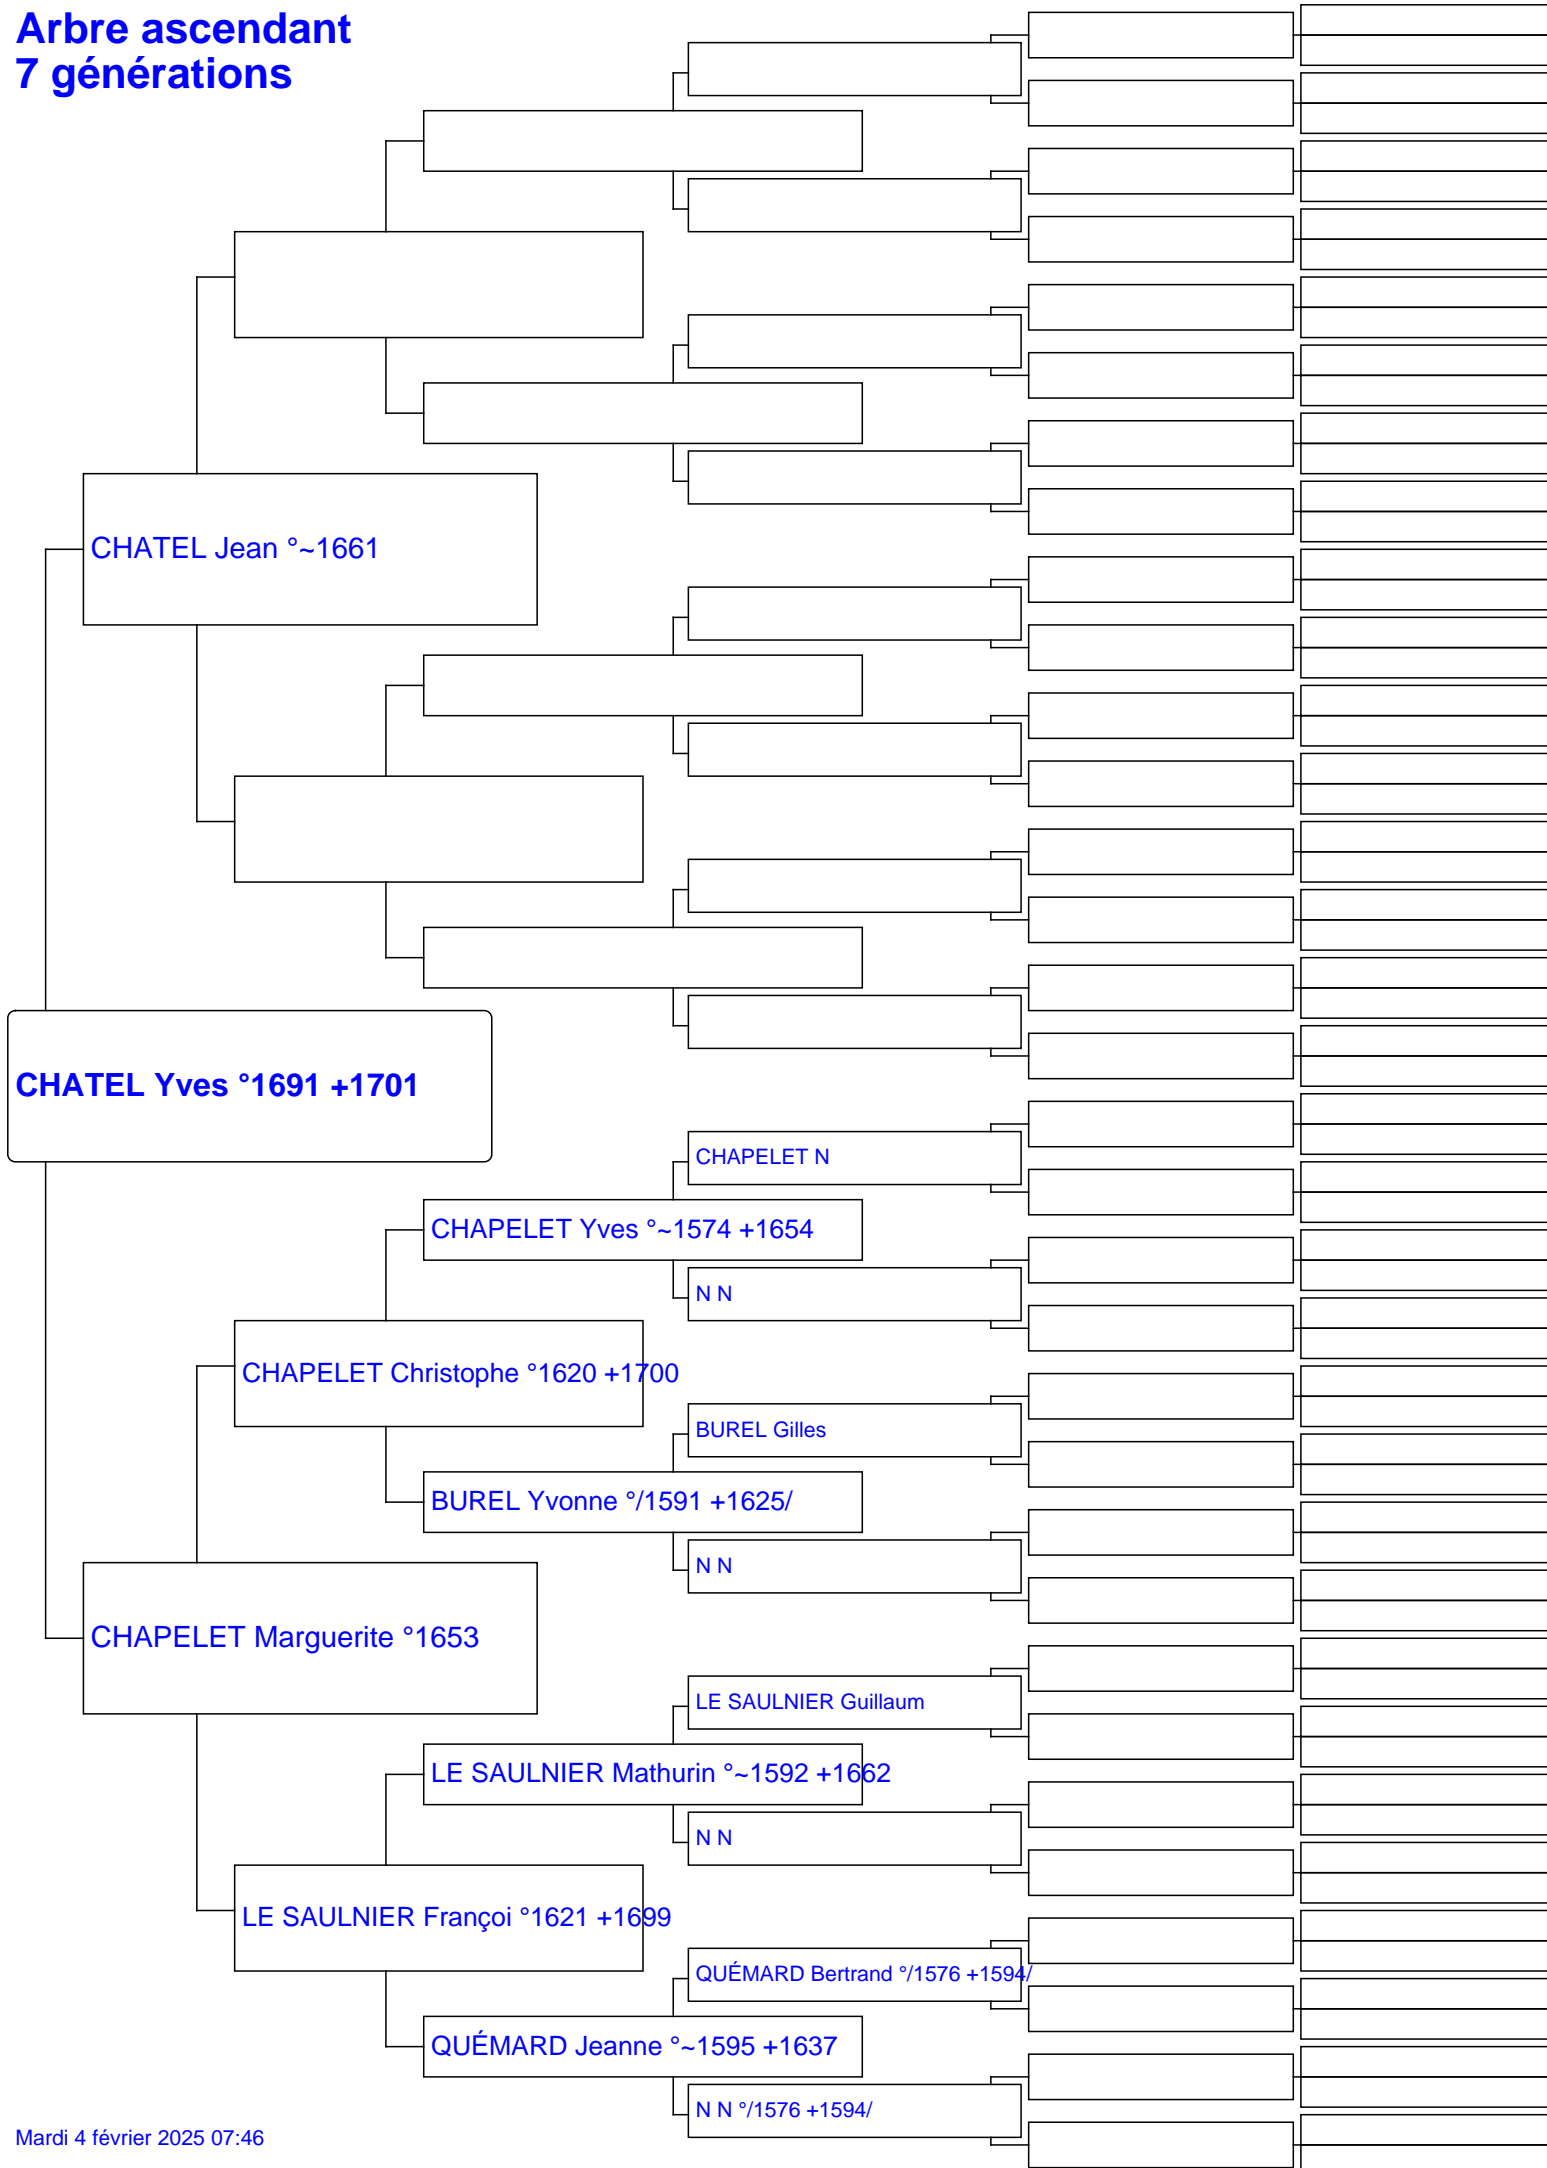 Arbre ascendant
7 générations
CHATEL Jean °~1661
CHATEL Yves °1691 +1701
CHAPELET N
CHAPELET Yves °~1574 +1654
N N
CHAPELET Christophe °1620 +1700
BUREL Gilles
BUREL Yvonne °/1591 +1625/
N N
CHAPELET Marguerite °1653
LE SAULNIER Guillaum
LE SAULNIER Mathurin °~1592 +1662
N N
LE SAULNIER Françoi °1621 +1699
QUÉMARD Bertrand °/1576 +1594/
QUÉMARD Jeanne °~1595 +1637
N N °/1576 +1594/
Mardi 4 février 2025 07:46